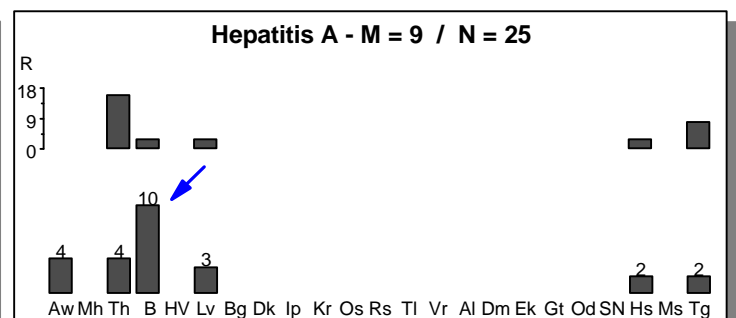 Hepatitis A - M = 9 / N = 25
R
18
9
0
10
4 4 3 2 2
Aw Mh Th B HV Lv Bg Dk Ip Kr Os Rs Tl Vr Al Dm Ek Gt Od SN Hs Ms Tg